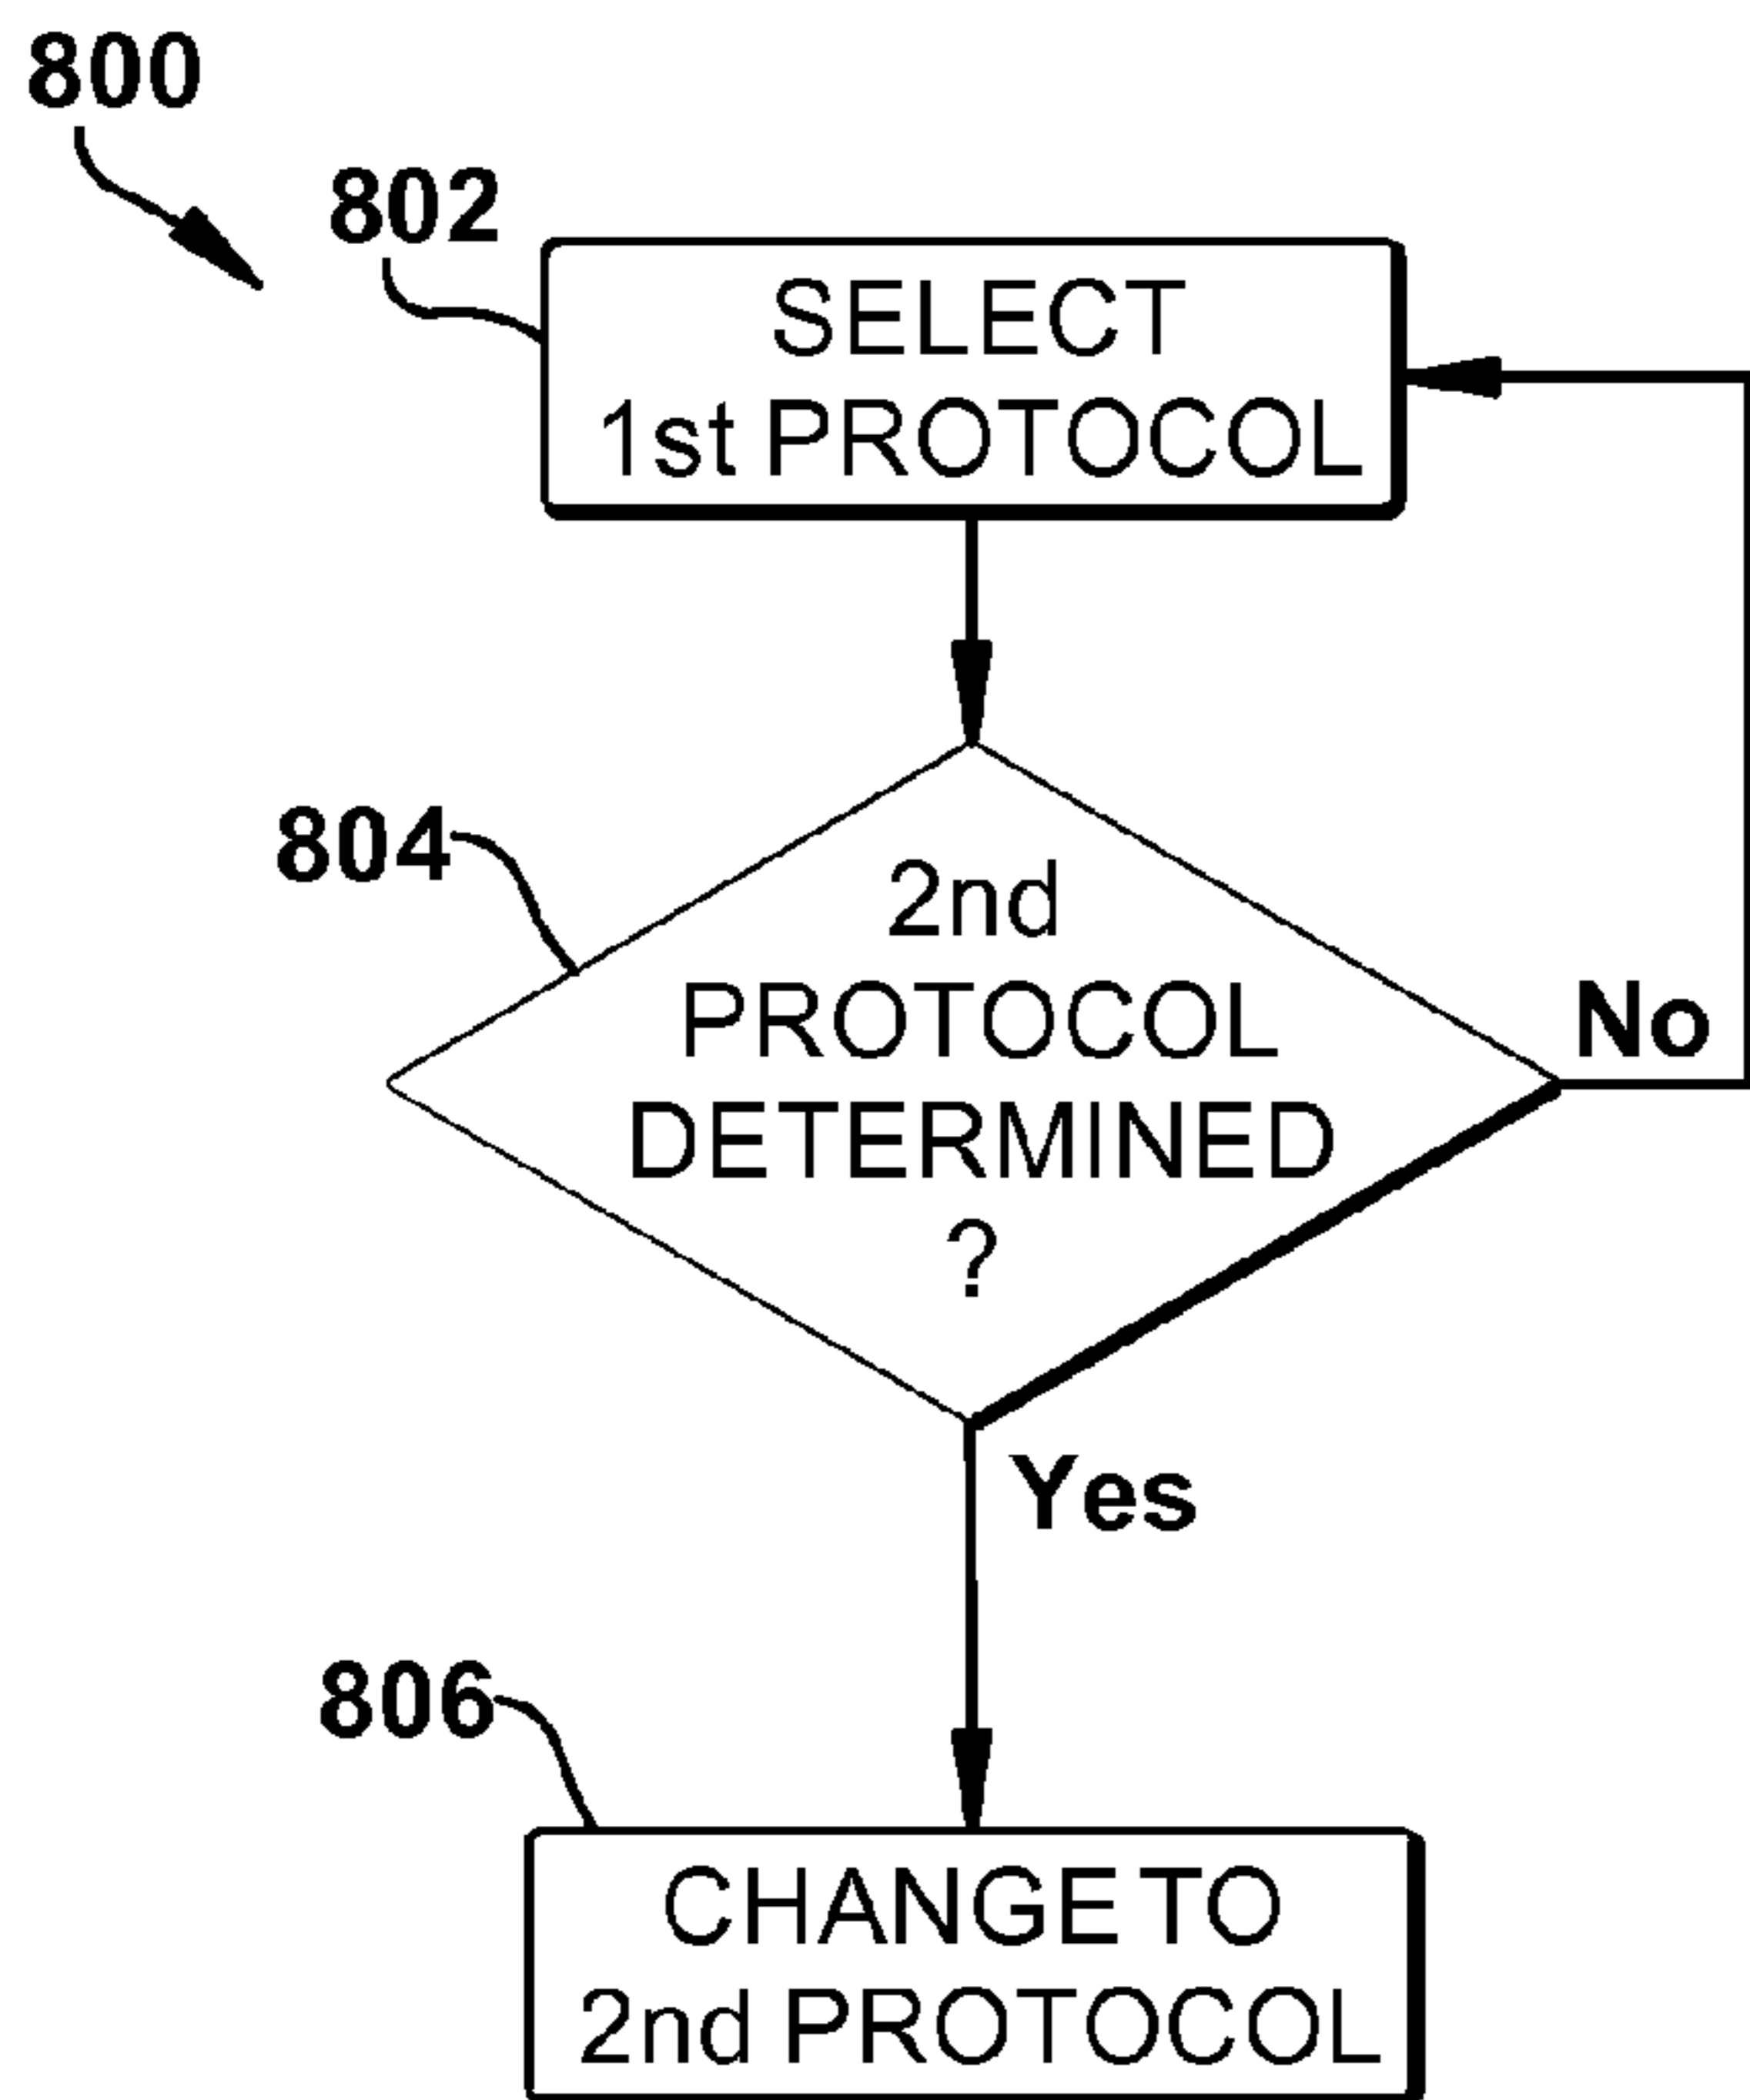 800
802
SELECT
1st PROTOCOL
804
2nd
PROTOCOL
DETERMINED
?
No
Yes
806
CHANGE TO
2nd PROTOCOL